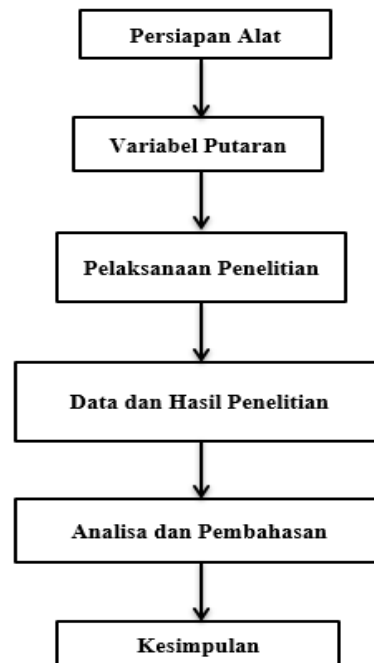 Persiapan Alat
Variabel Putaran
Pelaksanaan Penelitian
Data dan Hasil Penelitian
Analisa dan Pembahasan
Kesimpulan